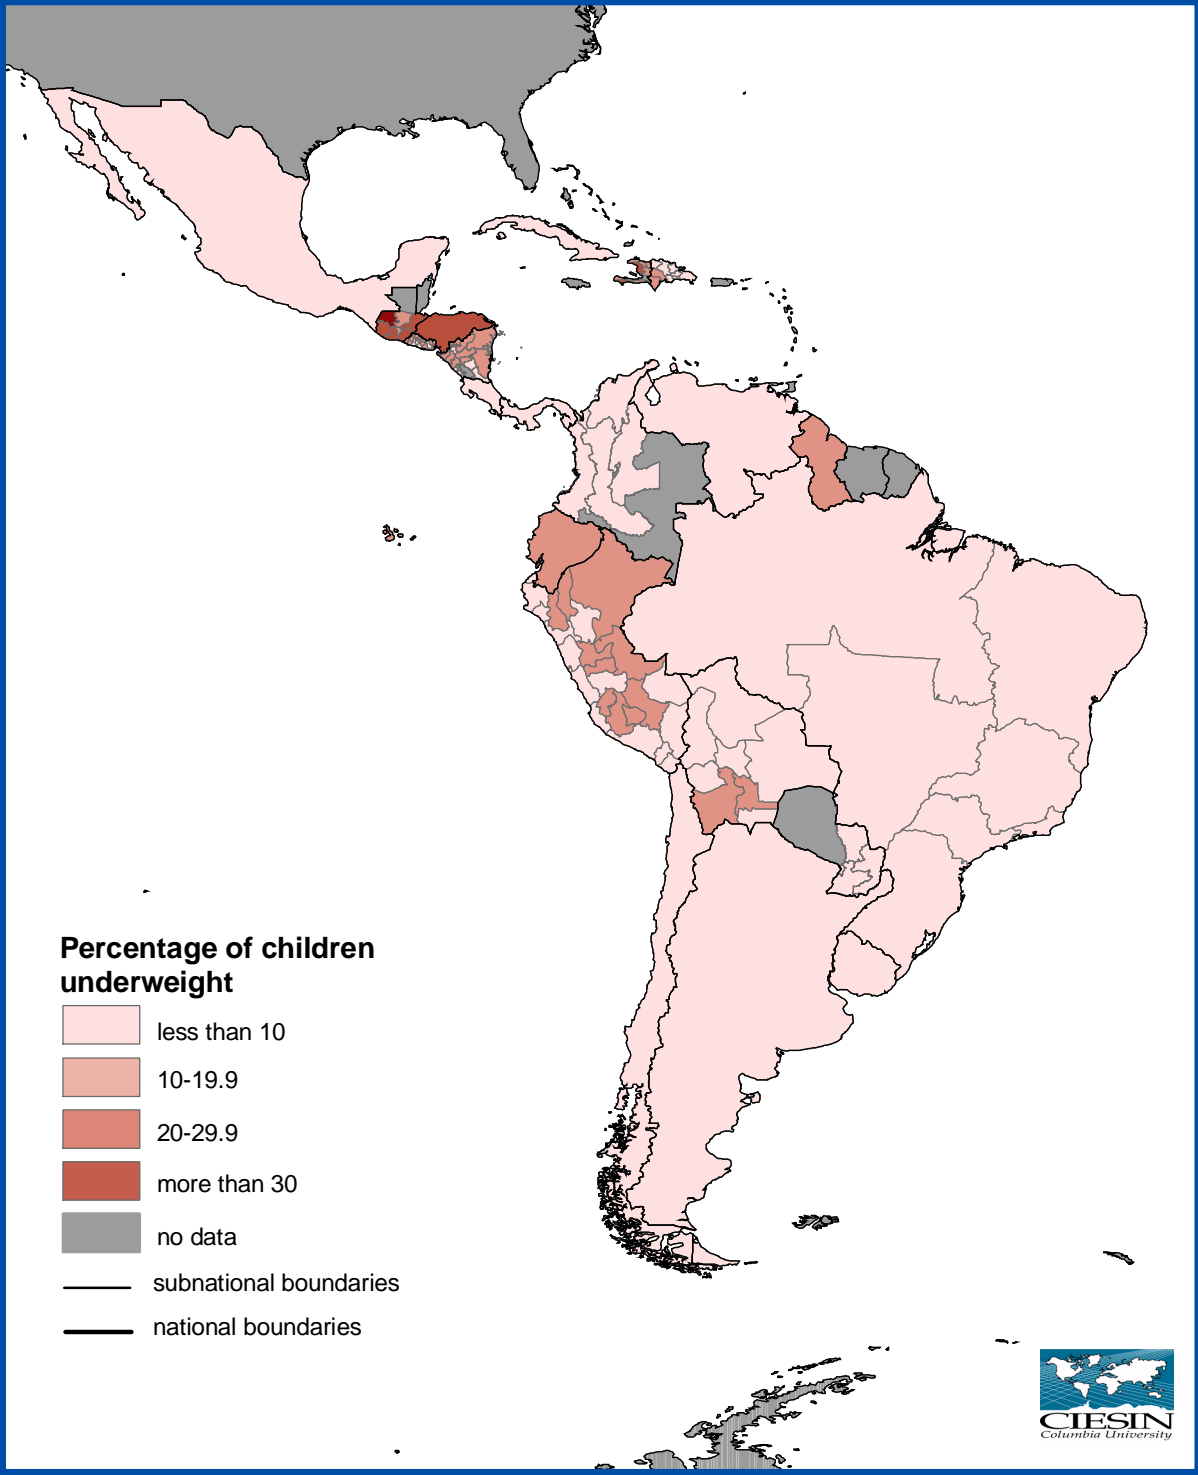 Percentage of children
underweight
less than 10
10-19.9
20-29.9
more than 30
no data
subnational boundaries
national boundaries
CIESIN
Columbia University